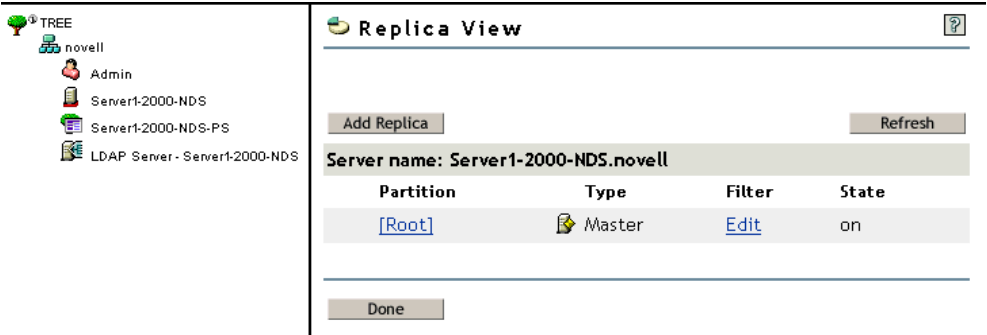 TREE
novell
Admin
Server1-2000-NDS
Server1-2000-NDS-PS
LDAP Server - Server1-2000-NDS
Replica View
?
Add Replica
Refresh
Server name: Server1-2000-NDS.novell
Partition Type Filter State
[Root] Master Edit on
Done